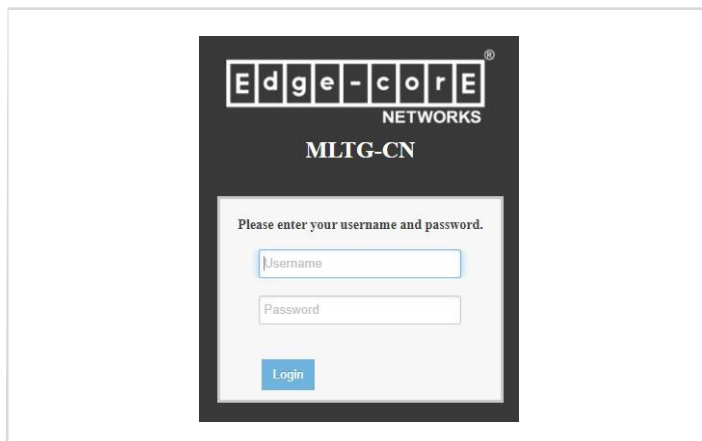 Edge-corE®
NETWORKS
MLTG-CN
Please enter your username and password.
Username
Password
Login